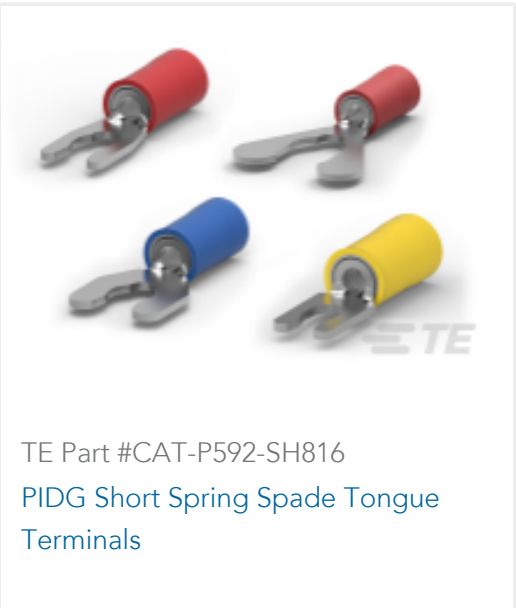 TE
TE Part #CAT-P592-SH816
PIDG Short Spring Spade Tongue
Terminals